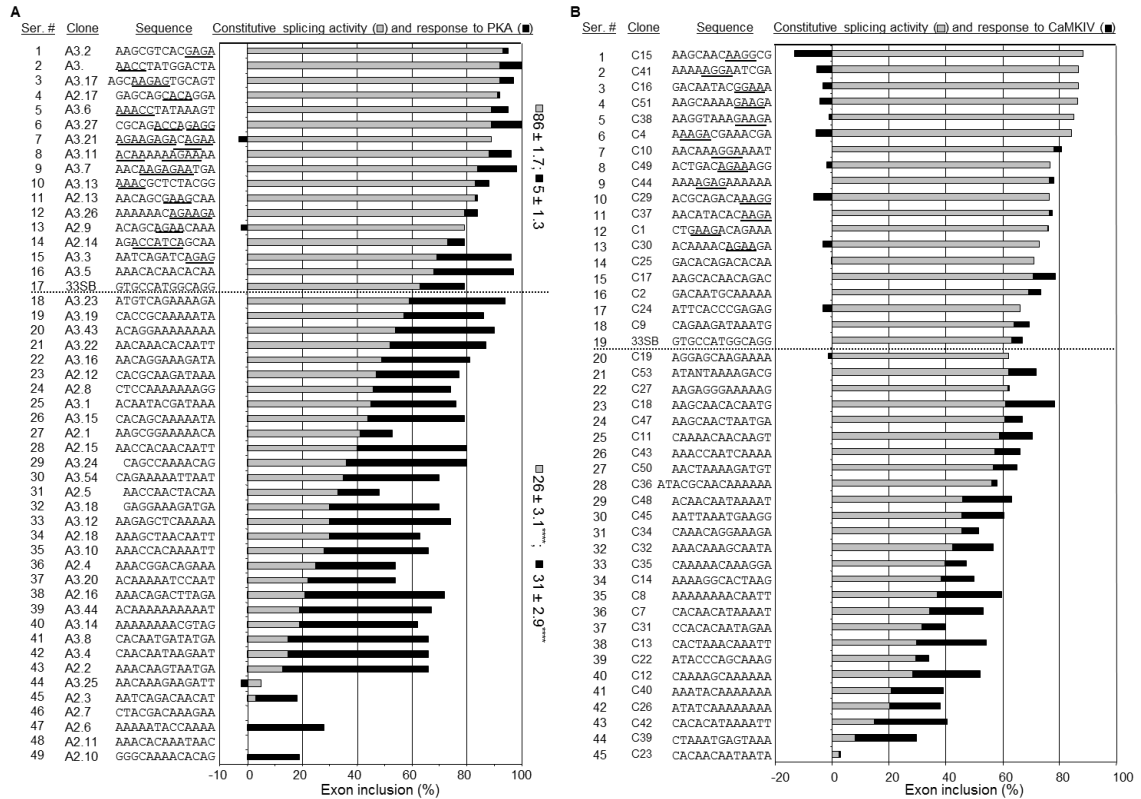 A
Ser. # Clone Sequence Constitutive splicing activity (□) and response to PKA (■)
1 A3.2 AAGCGTCACGAGA
2 A3. AACCTATGGACTA
3 A3.17 AGCAAGAGTGCAGT
4 A2.17 GAGCAGCACAGGA
5 A3.6 AAACCTATAAAGT
6 A3.27 CGCAGACCAGAGG
7 A3.21 AGAAGAGACAGAA
8 A3.11 ACAAAAAAGAAAA
9 A3.7 AACAAGAGAATGA
10 A3.13 AAACGCTCTACGG
11 A2.13 AACAGCGAAGCAA
12 A3.26 AAAAAACAGAAGA
13 A2.9 ACAGCAGAACAAA
14 A2.14 AGACCATCAGCAA
15 A3.3 AATCAGATCAGAG
16 A3.5 AAACACAACACAA
17 33SB GTGCCATGGCAGG
18 A3.23 ATGTCAGAAAAGA
19 A3.19 CACCGCAAAAATA
20 A3.43 ACAGGAAAAAAAA
21 A3.22 AACAAACACAATT
22 A3.16 AACAGGAAAGATA
23 A2.12 CACGCAAGATAAA
24 A2.8 CTCCAAAAAAAGG
25 A3.1 ACAATACGATAAA
26 A3.15 CACAGCAAAAATA
27 A2.1 AAGCGGAAAAACA
28 A2.15 AACCACAACAATT
29 A3.24 CAGCCAAAACAG
30 A3.54 CAGAAAAATTAAT
31 A2.5 AACCAACTACAA
32 A3.18 GAGGAAAGATGA
33 A3.12 AAGAGCTCAAAAA
34 A2.18 AAAGCTAACAATT
35 A3.10 AAACCACAAAATT
36 A2.4 AAACGGACAGAAA
37 A3.20 ACAAAAATCCAAT
38 A2.16 AAACAGACTTAGA
39 A3.44 ACAAAAAAAAAAT
40 A3.14 AAAAAAAACGTAG
41 A3.8 CACAATGATATGA
42 A3.4 CAACAATAAGAAT
43 A2.2 AAACAAGTAATGA
44 A3.25 AACAAAGAAGATT
45 A2.3 AATCAGACAACAT
46 A2.7 CTACGACAAAGAA
47 A2.6 AAAAATACCAAAA
48 A2.11 AAACACAAATAAC
49 A2.10 GGGCAAAACACAG
86 ± 1.7; ■ 5 ± 1.3
26 ± 3.1****; ■ 31 ± 2.9****
-10 0 20 40 60 80 100
Exon inclusion (%)
B
Ser. # Clone Sequence Constitutive splicing activity (□) and response to CaMKIV (■)
1 C15 AAGCAACAAGGCG
2 C41 AAAAAGGAATCGA
3 C16 GACAATACGGAAA
4 C51 AAGCAAAAGAAGA
5 C38 AAGGTAAAGAAGA
6 C4 AAAGACGAAACGA
7 C10 AACAAAGGAAAAT
8 C49 ACTGACAGAAAGG
9 C44 AAAAGAGAAAAAA
10 C29 ACGCAGACAAAGG
11 C37 AACATACACAAGA
12 C1 CTGAAGACAGAAA
13 C30 ACAAAACAGAAGA
14 C25 GACACAGACACAA
15 C17 AAGCACAACAGAC
16 C2 GACAATGCAAAAA
17 C24 ATTCACCCGAGAG
18 C9 CAGAAGATAAATG
19 33SB GTGCCATGGCAGG
20 C19 AGGAGCAAGAAAA
21 C53 ATANTAAAAGACG
22 C27 AAGAGGGAAAAAG
23 C18 AAGCAACACAATG
24 C47 AAGCAACTAATGA
25 C11 CAAAACAACAAGT
26 C43 AAACCAATCAAAA
27 C50 AACTAAAAGATGT
28 C36 ATACGCAACAAAAAA
29 C48 ACAACAATAAAAT
30 C45 AATTAAATGAAGG
31 C34 AAACAGGAAAGA
32 C32 AAACAAAGCAATA
33 C35 CAAAAACAAAGGA
34 C14 AAAAGGCACTAAG
35 C8 AAAAAAAACAATT
36 C7 CACAACATAAAAT
37 C31 CCACACAATAGAA
38 C13 CACTAAACAAATT
39 C22 ATACCCAGCAAAG
40 C12 CAAAAGCAAAAAA
41 C40 AAATACAAAAAAA
42 C26 ATATCAAAAAAAA
43 C42 CACACATAAAATT
44 C39 CTAAATGAGTAAA
45 C23 CACAACAATAATA
-20 0 20 40 60 80 100
Exon inclusion (%)